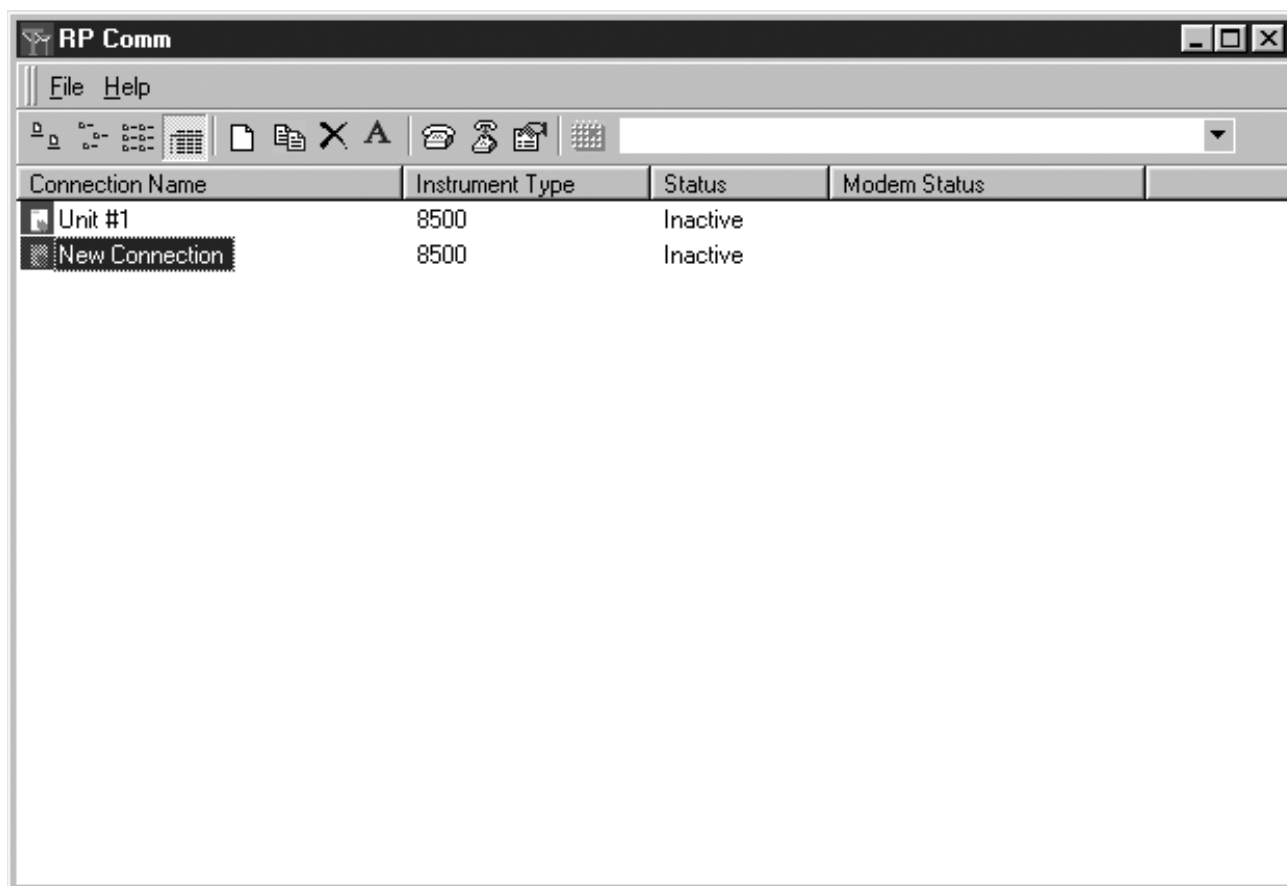 RP Comm
File Help
A
Connection Name Instrument Type Status Modem Status
Unit #1 8500 Inactive
New Connection 8500 Inactive